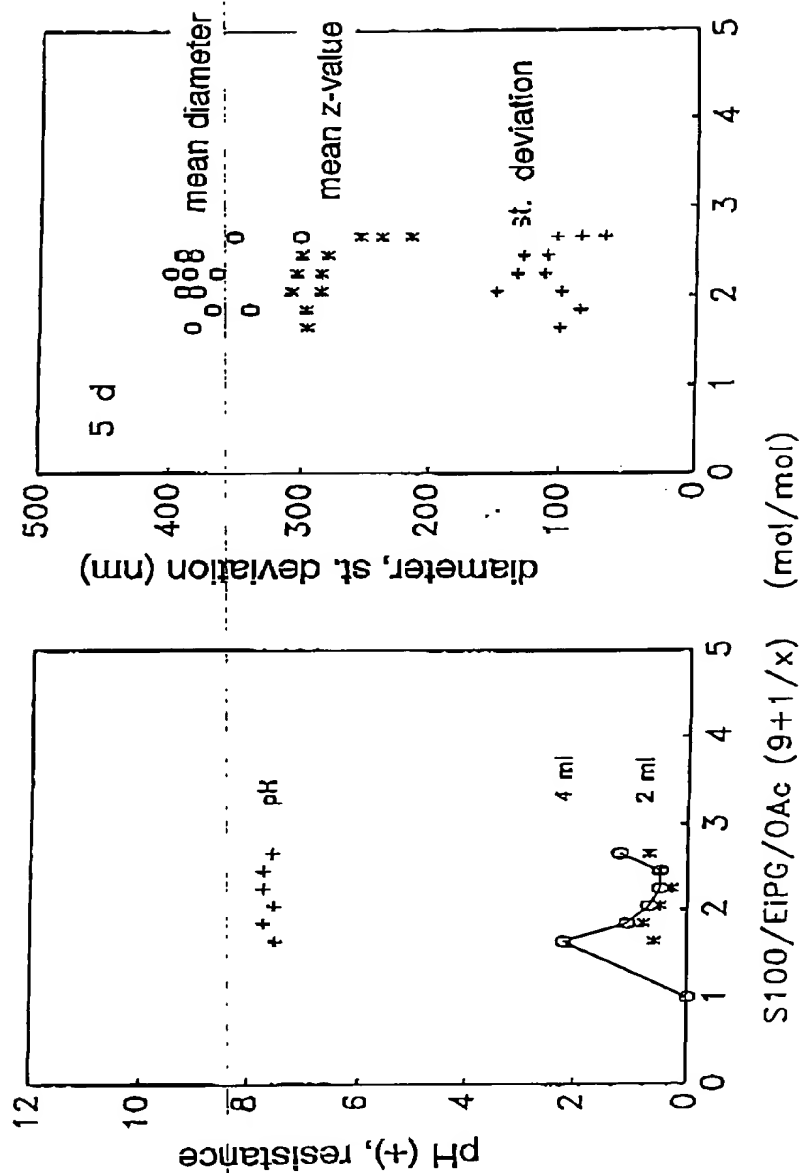 500
400
300
200
100
0
diameter, st. deviation (nm)
5 d
mean diameter
mean z-value
st. deviation
0 1 2 3 4 5
(mol/mol)
12
10
8
6
4
2
0
pH (+), resistance
pH
4 ml
2 ml
0 1 2 3 4 5
S100/EiPG/OAc (9+1/x)